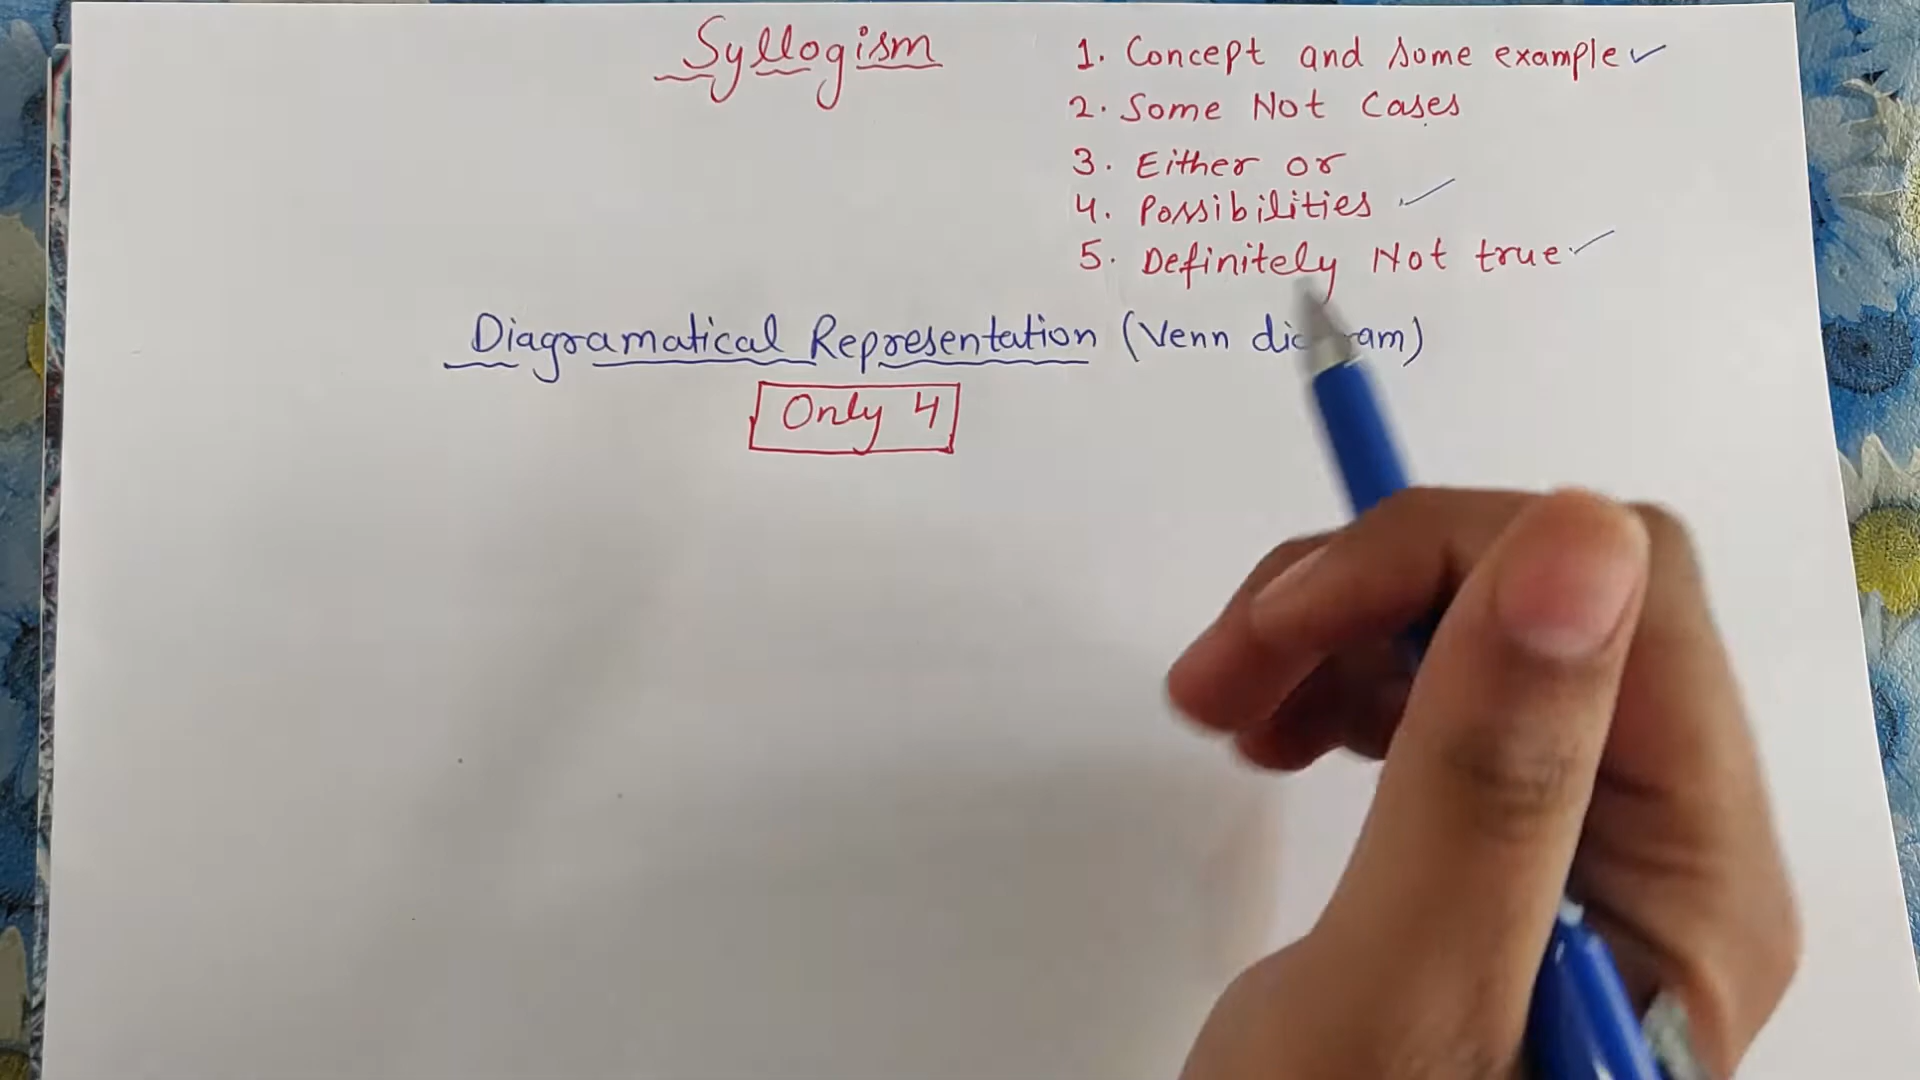 Syllogism
1. Concept and some example ✓
2. Some Not Cases
3. Either or
4. Possibilities ✓
5. Definitely Not true ✓
Diagramatical Representation (Venn diagram)
Only 4